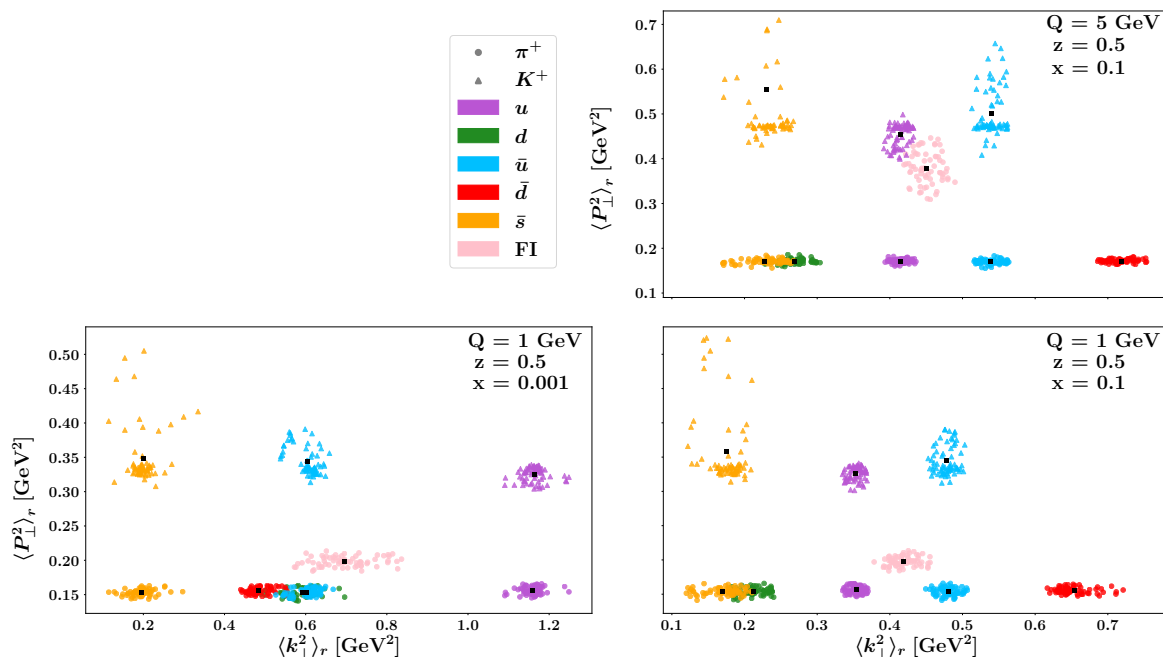 π⁺
K⁺
u
d
ū
d̄
s̄
FI
0.7
0.6
0.5
0.4
0.3
0.2
0.1
⟨P²⊥⟩r [GeV²]
Q = 5 GeV
z = 0.5
x = 0.1
0.50
0.45
0.40
0.35
0.30
0.25
0.20
0.15
⟨P²⊥⟩r [GeV²]
Q = 1 GeV
z = 0.5
x = 0.001
0.2 0.4 0.6 0.8 1.0 1.2
⟨k²⊥⟩r [GeV²]
Q = 1 GeV
z = 0.5
x = 0.1
0.1 0.2 0.3 0.4 0.5 0.6 0.7
⟨k²⊥⟩r [GeV²]